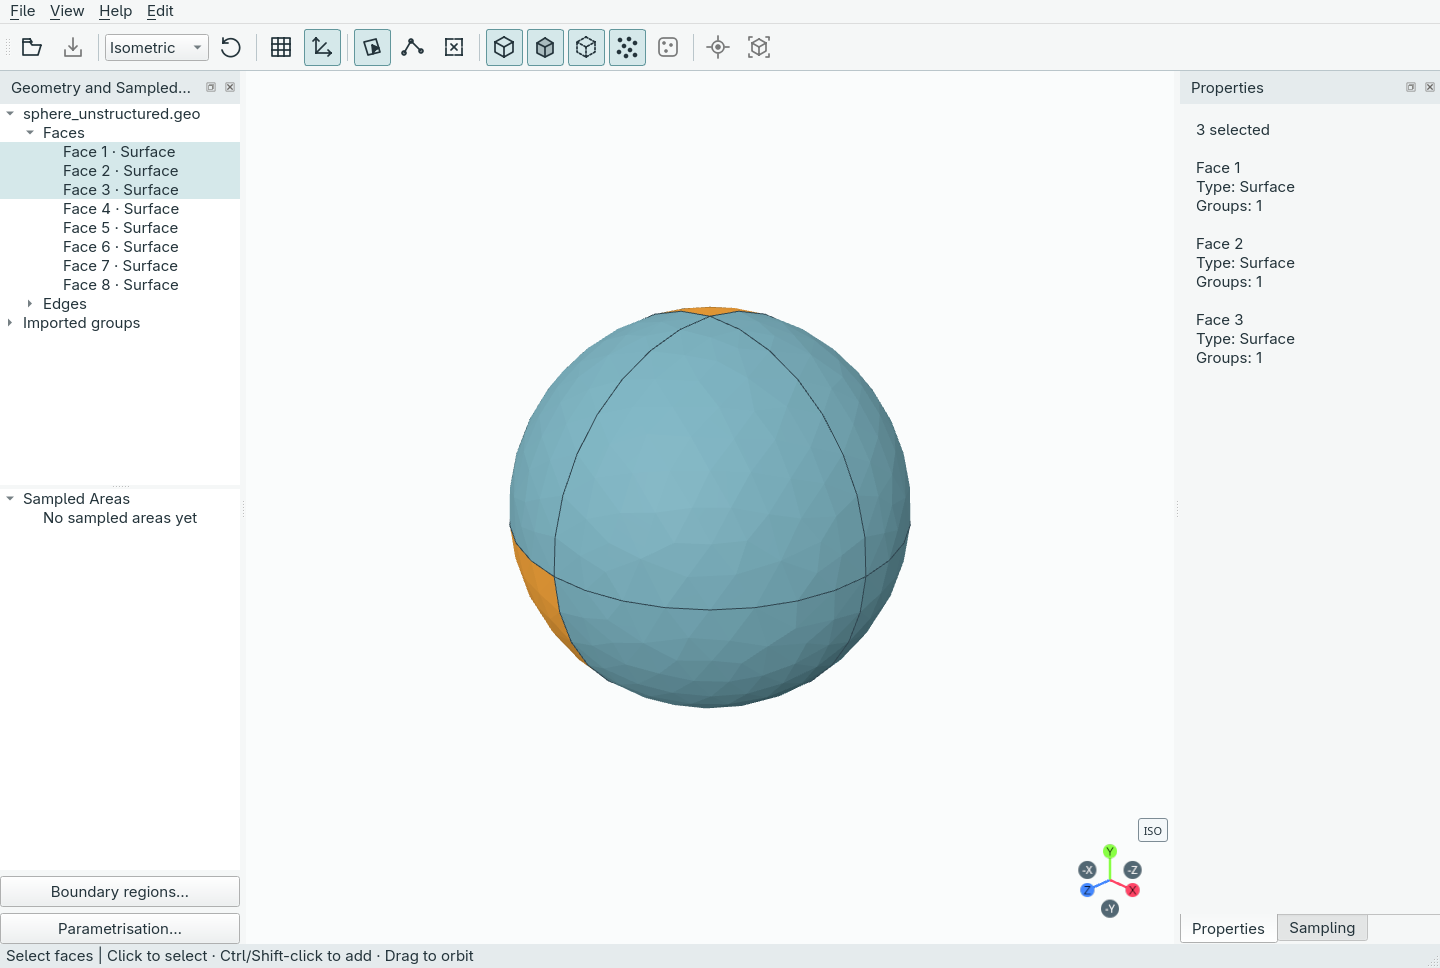 File View Help Edit
Isometric
Geometry and Sampled...
sphere_unstructured.geo
Faces
Face 1 · Surface
Face 2 · Surface
Face 3 · Surface
Face 4 · Surface
Face 5 · Surface
Face 6 · Surface
Face 7 · Surface
Face 8 · Surface
Edges
Imported groups
Sampled Areas
No sampled areas yet
Boundary regions...
Parametrisation...
ISO
Y
-X
-Z
Z
X
-Y
Properties
3 selected
Face 1
Type: Surface
Groups: 1
Face 2
Type: Surface
Groups: 1
Face 3
Type: Surface
Groups: 1
Properties Sampling
Select faces | Click to select · Ctrl/Shift-click to add · Drag to orbit